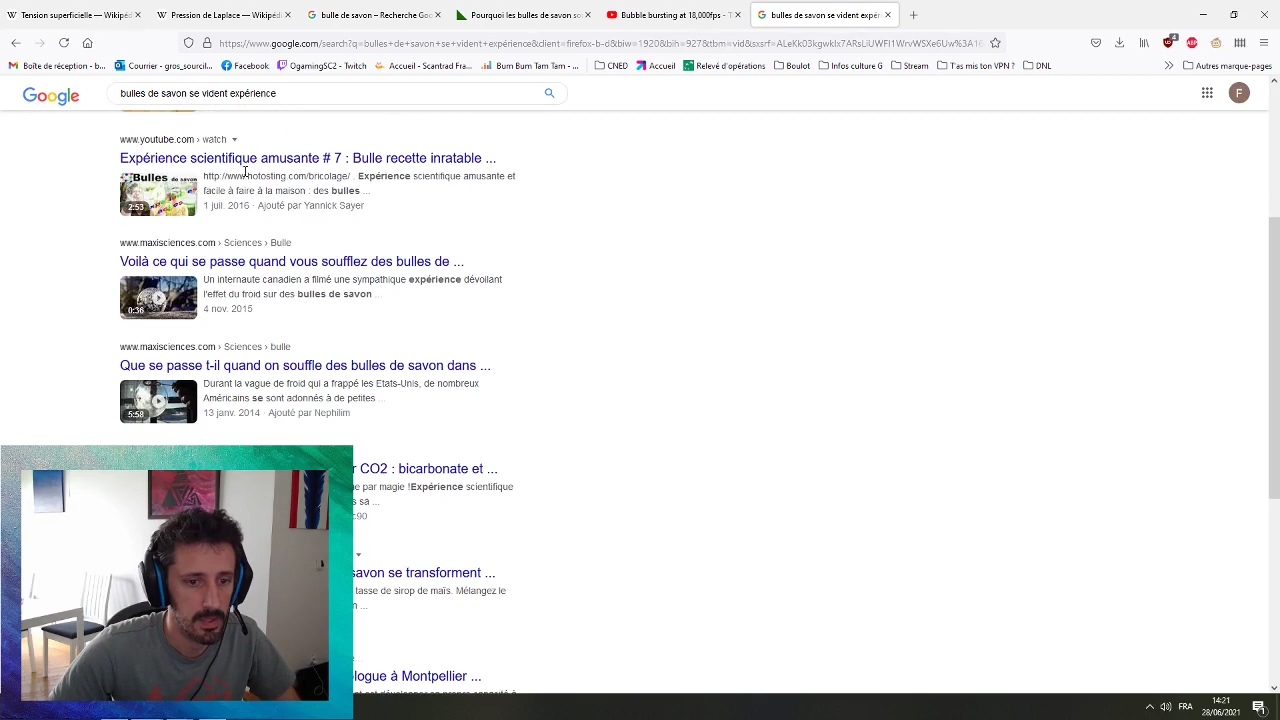 Tension superficielle — Wikipéd
Tension superficielle — Wikipéd
bulles de savon - Recherche Go
Pourquoi les bulles de savon so
Bubble bursting at 18,000fps - T
bulles de savon se vident expéri
Boîte de réception - b...
Courrier - gros_sourcil...
Facebook
OgamingSC2 - Twitch
Accueil - Scantrad Fra...
Bum Bum Tam Tam - ...
CNED
Accueil
Relevé d'opérations
Boulot
Infos culture G
Stream
T'as mis ton VPN ?
DNL
Autres marque-pages
Google
bulles de savon se vident expérience
F
www.youtube.com › watch
Expérience scientifique amusante # 7 : Bulle recette inratable ...
Expérience scientifique amusante et
facile à faire à la maison : des bulles ...
2:53
1 juil. 2016 · Ajouté par Yannick Sayer
www.maxisciences.com › Sciences › Bulle
Voilà ce qui se passe quand vous soufflez des bulles de ...
Un internaute canadien a filmé une sympathique expérience dévoilant
l'effet du froid sur des bulles de savon ...
0:36
4 nov. 2015
www.maxisciences.com › Sciences › bulle
Que se passe t-il quand on souffle des bulles de savon dans ...
Durant la vague de froid qui a frappé les Etats-Unis, de nombreux
Américains se sont adonnés à de petites ...
5:58
13 janv. 2014 · Ajouté par Nephilim
r CO2 : bicarbonate et ...
e par magie !Expérience scientifique
s sa ...
c90
savon se transforment ...
tasse de sirop de maïs. Mélangez le
m ...
logue à Montpellier ...
FR
14:21
28/06/2021